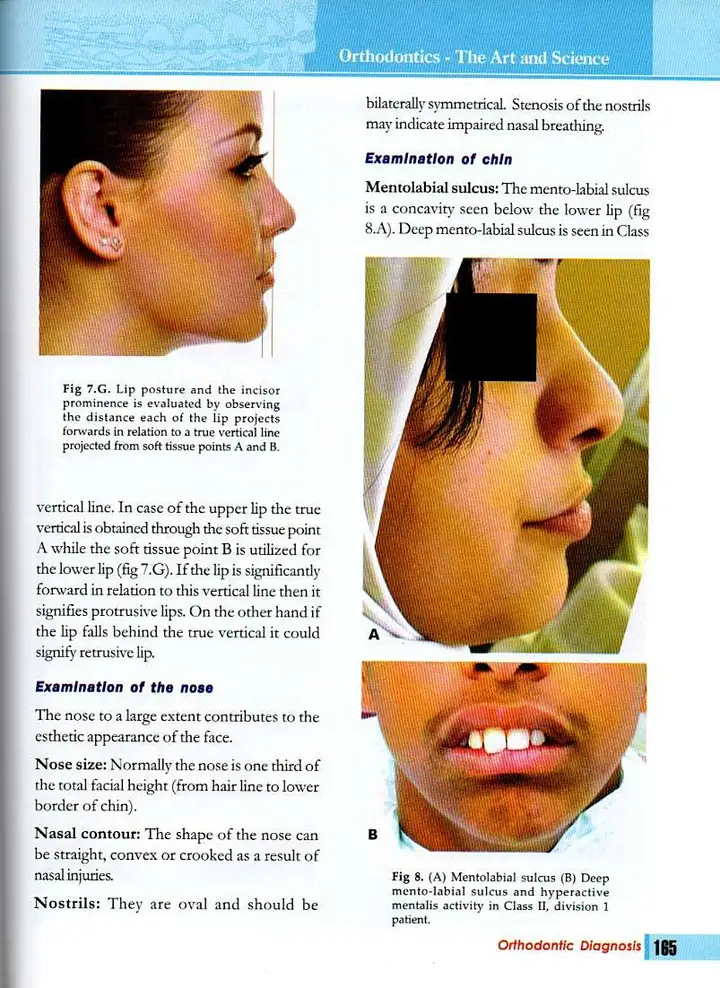 Orthodontics - The Art and Science
Fig 7.G. Lip posture and the incisor
prominence is evaluated by observing
the distance each of the lip projects
forwards in relation to a true vertical line
projected from soft tissue points A and B.
vertical line. In case of the upper lip the true
vertical is obtained through the soft tissue point
A while the soft tissue point B is utilized for
the lower lip (fig 7.G). If the lip is significantly
forward in relation to this vertical line then it
signifies protrusive lips. On the other hand if
the lip falls behind the true vertical it could
signify retrusive lip.
Examination of the nose
The nose to a large extent contributes to the
esthetic appearance of the face.
Nose size: Normally the nose is one third of
the total facial height (from hair line to lower
border of chin).
Nasal contour: The shape of the nose can
be straight, convex or crooked as a result of
nasal injuries.
Nostrils: They are oval and should be
bilaterally symmetrical. Stenosis of the nostrils
may indicate impaired nasal breathing.
Examination of chin
Mentolabial sulcus: The mento-labial sulcus
is a concavity seen below the lower lip (fig
8.A). Deep mento-labial sulcus is seen in Class
A
B
Fig 8. (A) Mentolabial sulcus (B) Deep
mento-labial sulcus and hyperactive
mentalis activity in Class II, division 1
patient.
Orthodontic Diagnosis 165